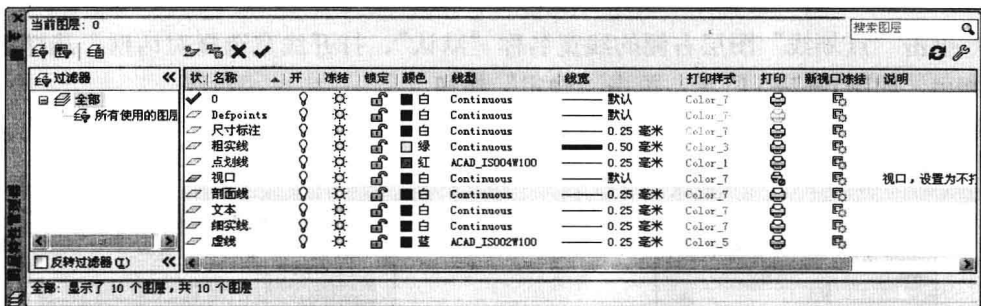 当前图层: 0
搜索图层
过滤器
全部
所有使用的图层
反转过滤器(I)
状. 名称 开 冻结 锁定 颜色 线型 线宽 打印样式 打印 新视口冻结 说明
0 白 Continuous 默认 Color_7
Defpoints 白 Continuous 默认 Color_7
尺寸标注 白 Continuous 0.25 毫米 Color_7
粗实线 绿 Continuous 0.50 毫米 Color_3
点划线 红 ACAD_ISO04W100 0.25 毫米 Color_1
视口 白 Continuous 默认 Color_7 视口，设置为不打
剖面线 白 Continuous 0.25 毫米 Color_7
文本 白 Continuous 0.25 毫米 Color_7
细实线 白 Continuous 0.25 毫米 Color_7
虚线 蓝 ACAD_ISO02W100 0.25 毫米 Color_5
全部: 显示了 10 个图层，共 10 个图层